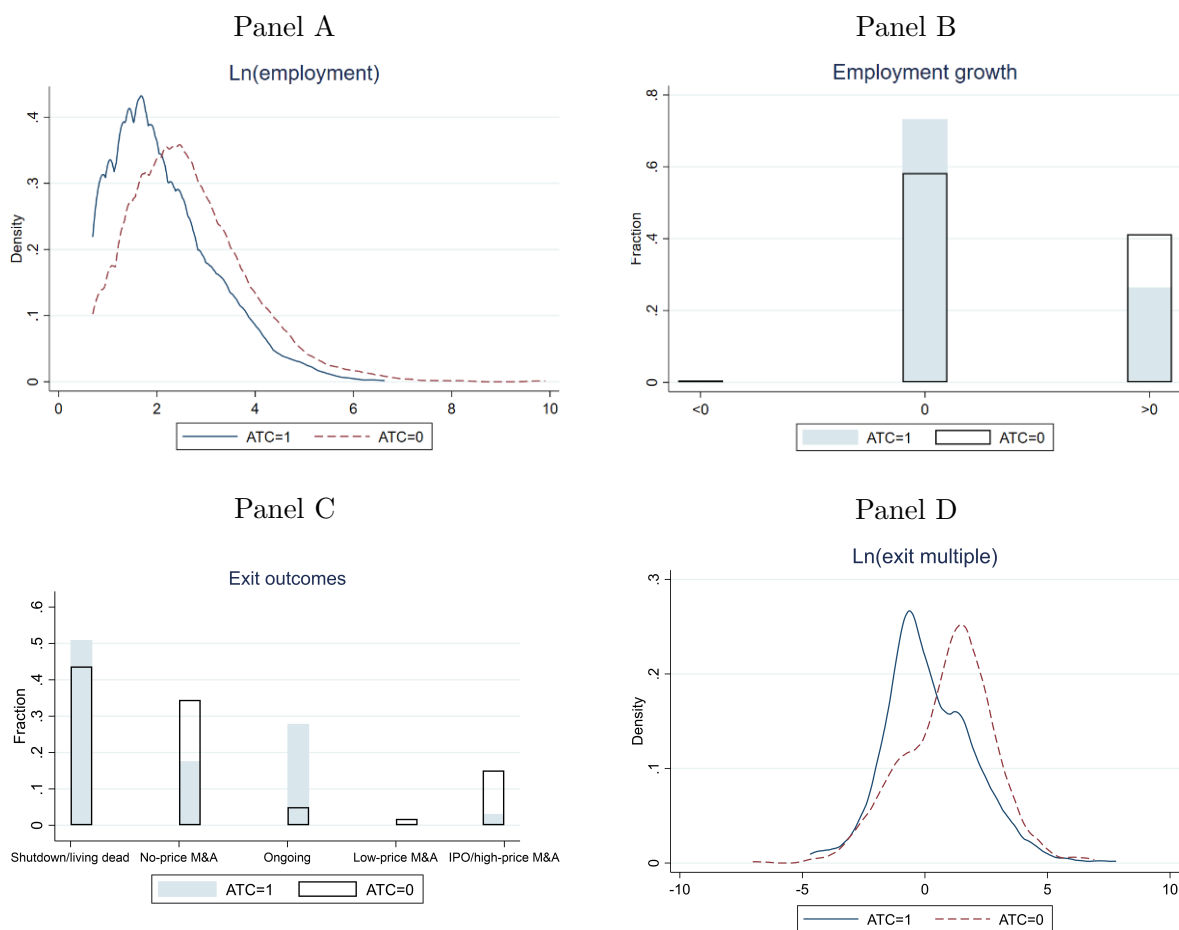 Panel A
Ln(employment)
Density
.4
.3
.2
.1
0
0 2 4 6 8 10
ATC=1 ATC=0
Panel B
Employment growth
Fraction
.8
.6
.4
.2
0
<0 0 >0
ATC=1 ATC=0
Panel C
Exit outcomes
Fraction
.6
.5
.4
.3
.2
.1
0
Shutdown/living dead No-price M&A Ongoing Low-price M&A IPO/high-price M&A
ATC=1 ATC=0
Panel D
Ln(exit multiple)
Density
.3
.2
.1
0
-10 -5 0 5 10
ATC=1 ATC=0